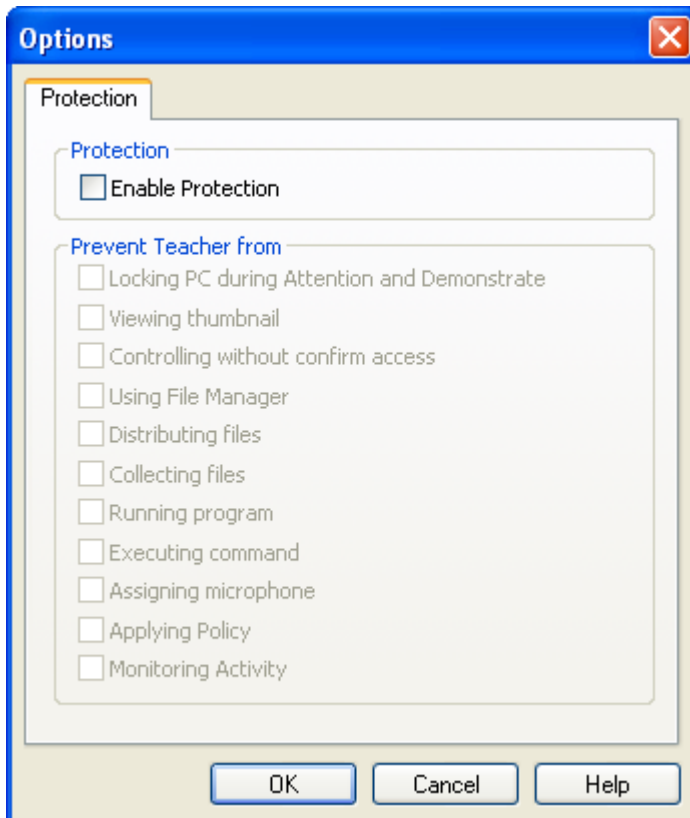 Options
Protection
Protection
Enable Protection
Prevent Teacher from
Locking PC during Attention and Demonstrate
Viewing thumbnail
Controlling without confirm access
Using File Manager
Distributing files
Collecting files
Running program
Executing command
Assigning microphone
Applying Policy
Monitoring Activity
OK Cancel Help